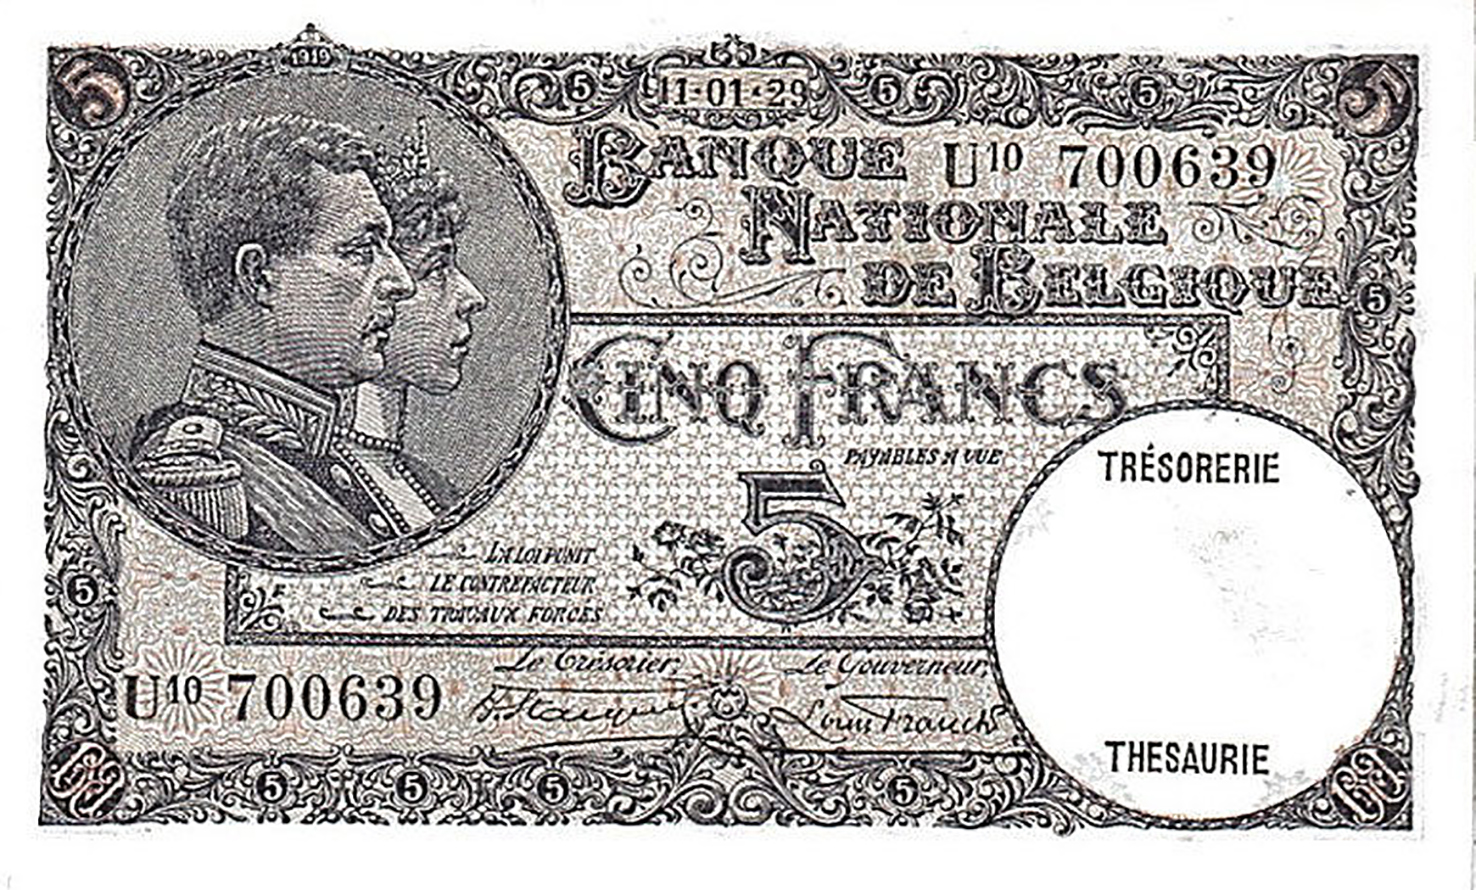 1919
5
5
11·01·29
5
5
5
BANQUE
U10 700639
NATIONALE
DE BELGIQUE
5
CINQ FRANCS
PAYABLES A VUE
5
TRÉSORERIE
LA LOI PUNIT
LE CONTREFACTEUR
DES TRAVAUX FORCES
5
Le Trésorier,
Le Gouverneur,
U10 700639
Louis Franck
THESAURIE
5
5
5
5